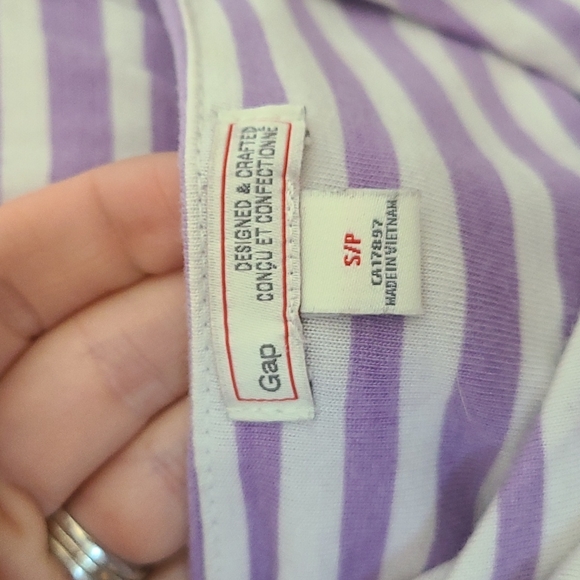 DESIGNED & CRAFTED
CONÇU ET CONFECTIONNÉ
Gap
S/P
CA17897
MADE IN VIETNAM